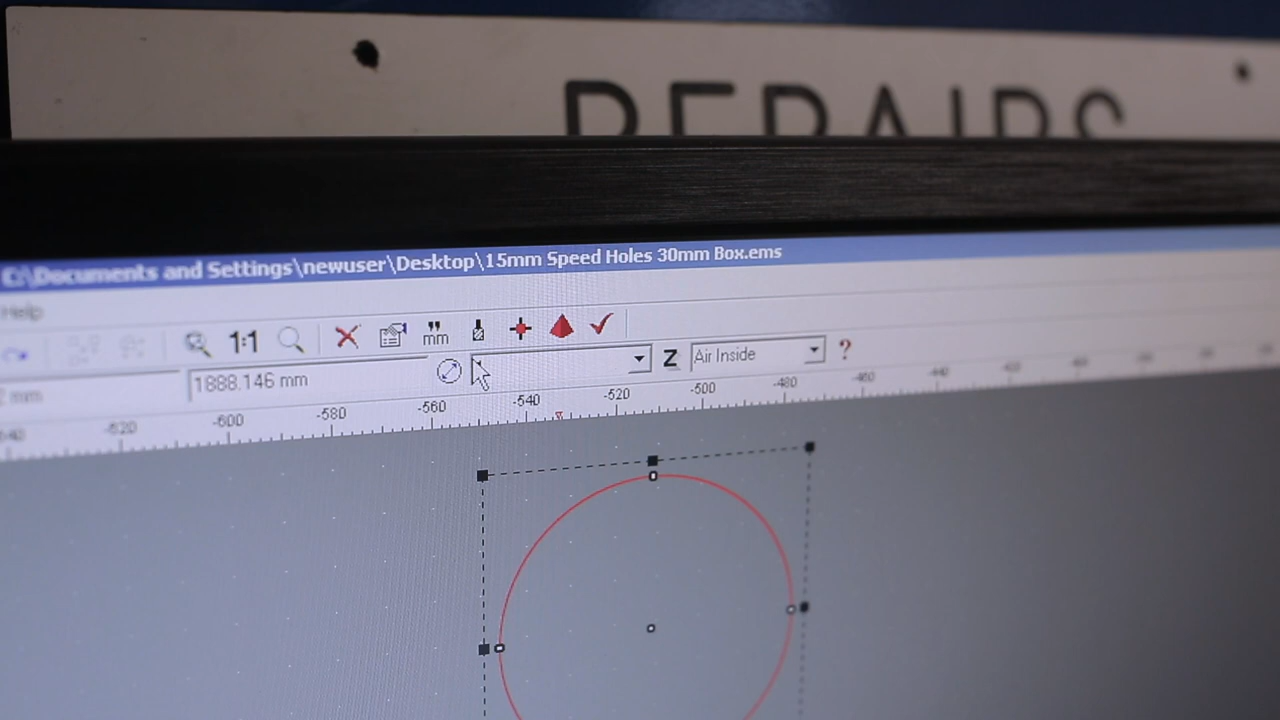 REPAIRS
C:\Documents and Settings\newuser\Desktop\15mm Speed Holes 30mm Box.ems
Help
1:1 mm
mm 1888.146 mm Z Air Inside ?
-620 -600 -580 -560 -540 -520 -500 -480 -460 -440